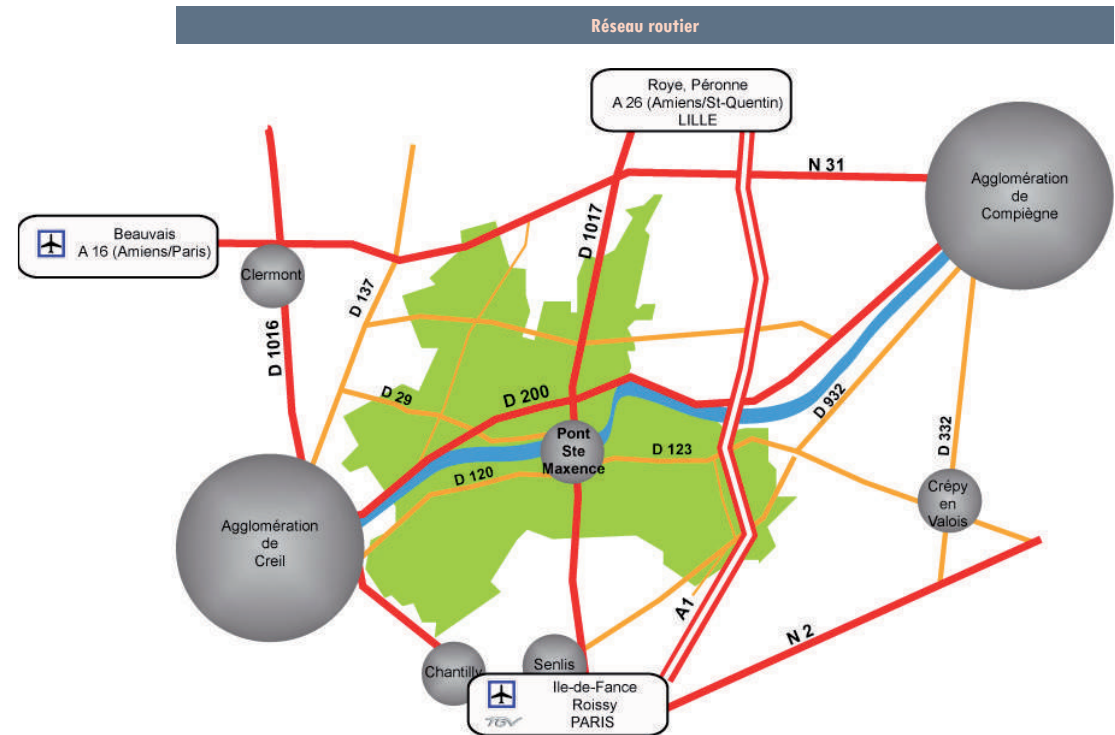 Réseau routier
Roye, Péronne
A 26 (Amiens/St-Quentin)
LILLE
N 31
Agglomération
de
Compiègne
Beauvais
A 16 (Amiens/Paris)
Clermont
D 137
D 1017
D 1016
D 29
D 200
D 932
D 332
Pont
Ste
Maxence
D 123
D 120
Crépy
en
Valois
Agglomération
de
Creil
A1
N 2
Chantilly
Senlis
Ile-de-Fance
Roissy
PARIS
TGV